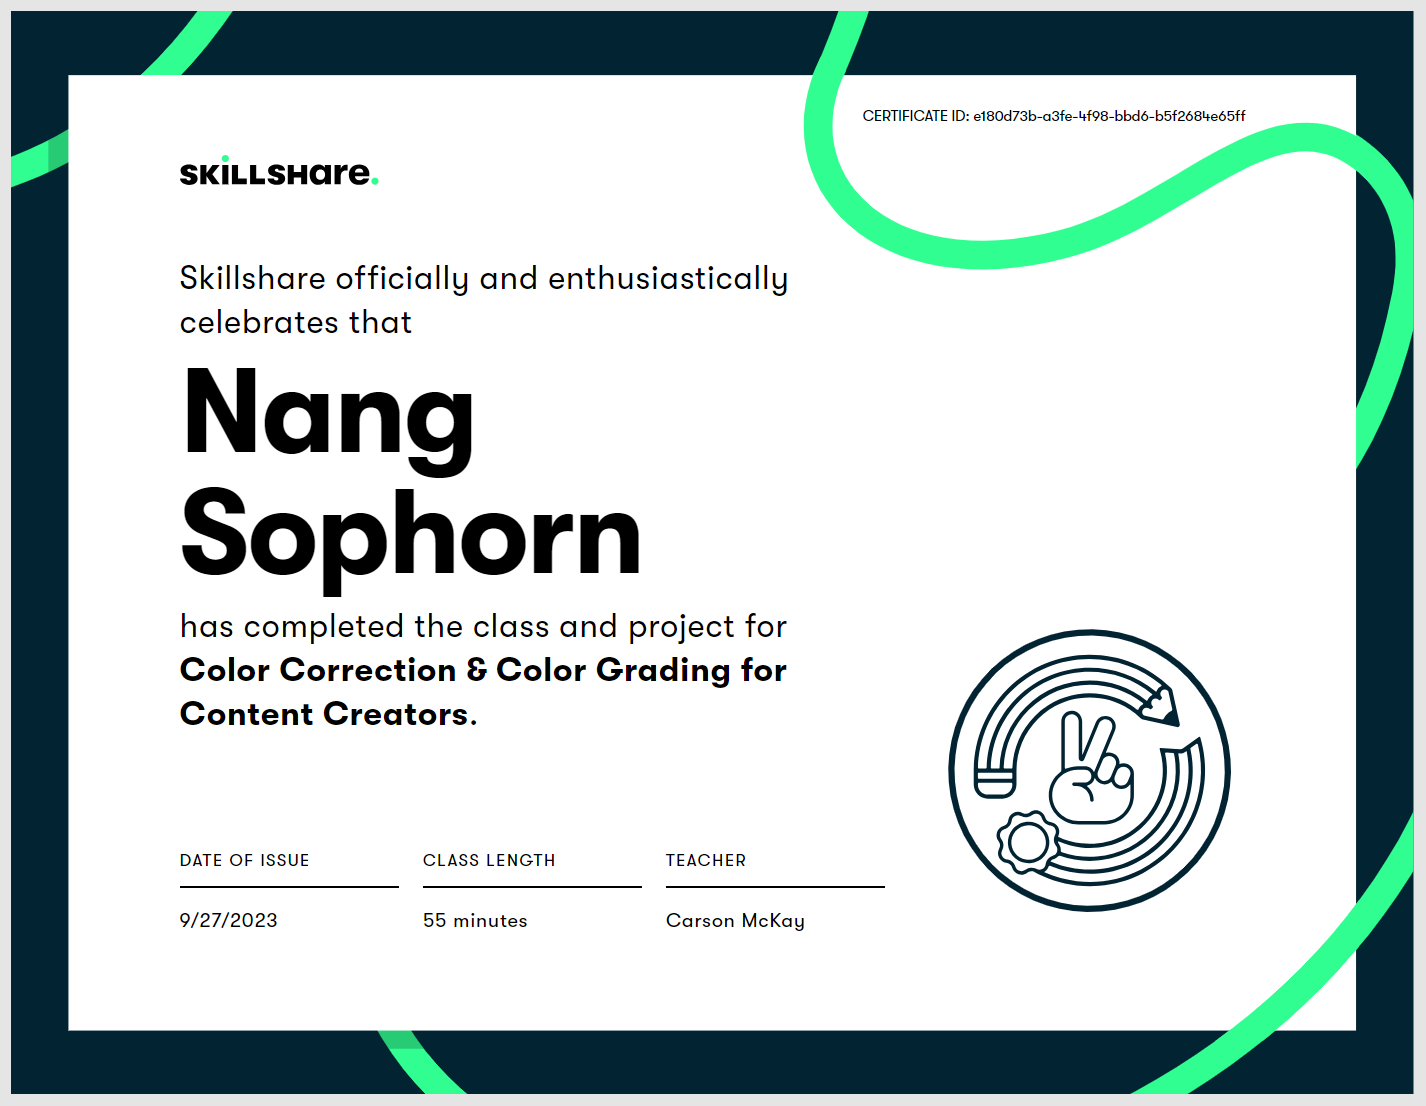 CERTIFICATE ID: e180d73b-a3fe-4f98-bbd6-b5f2684e65ff
SKiLLSHare.
Skillshare officially and enthusiastically
celebrates that
Nang
Sophorn
has completed the class and project for
Color Correction & Color Grading for
Content Creators.
DATE OF ISSUE
9/27/2023
CLASS LENGTH
55 minutes
TEACHER
Carson McKay